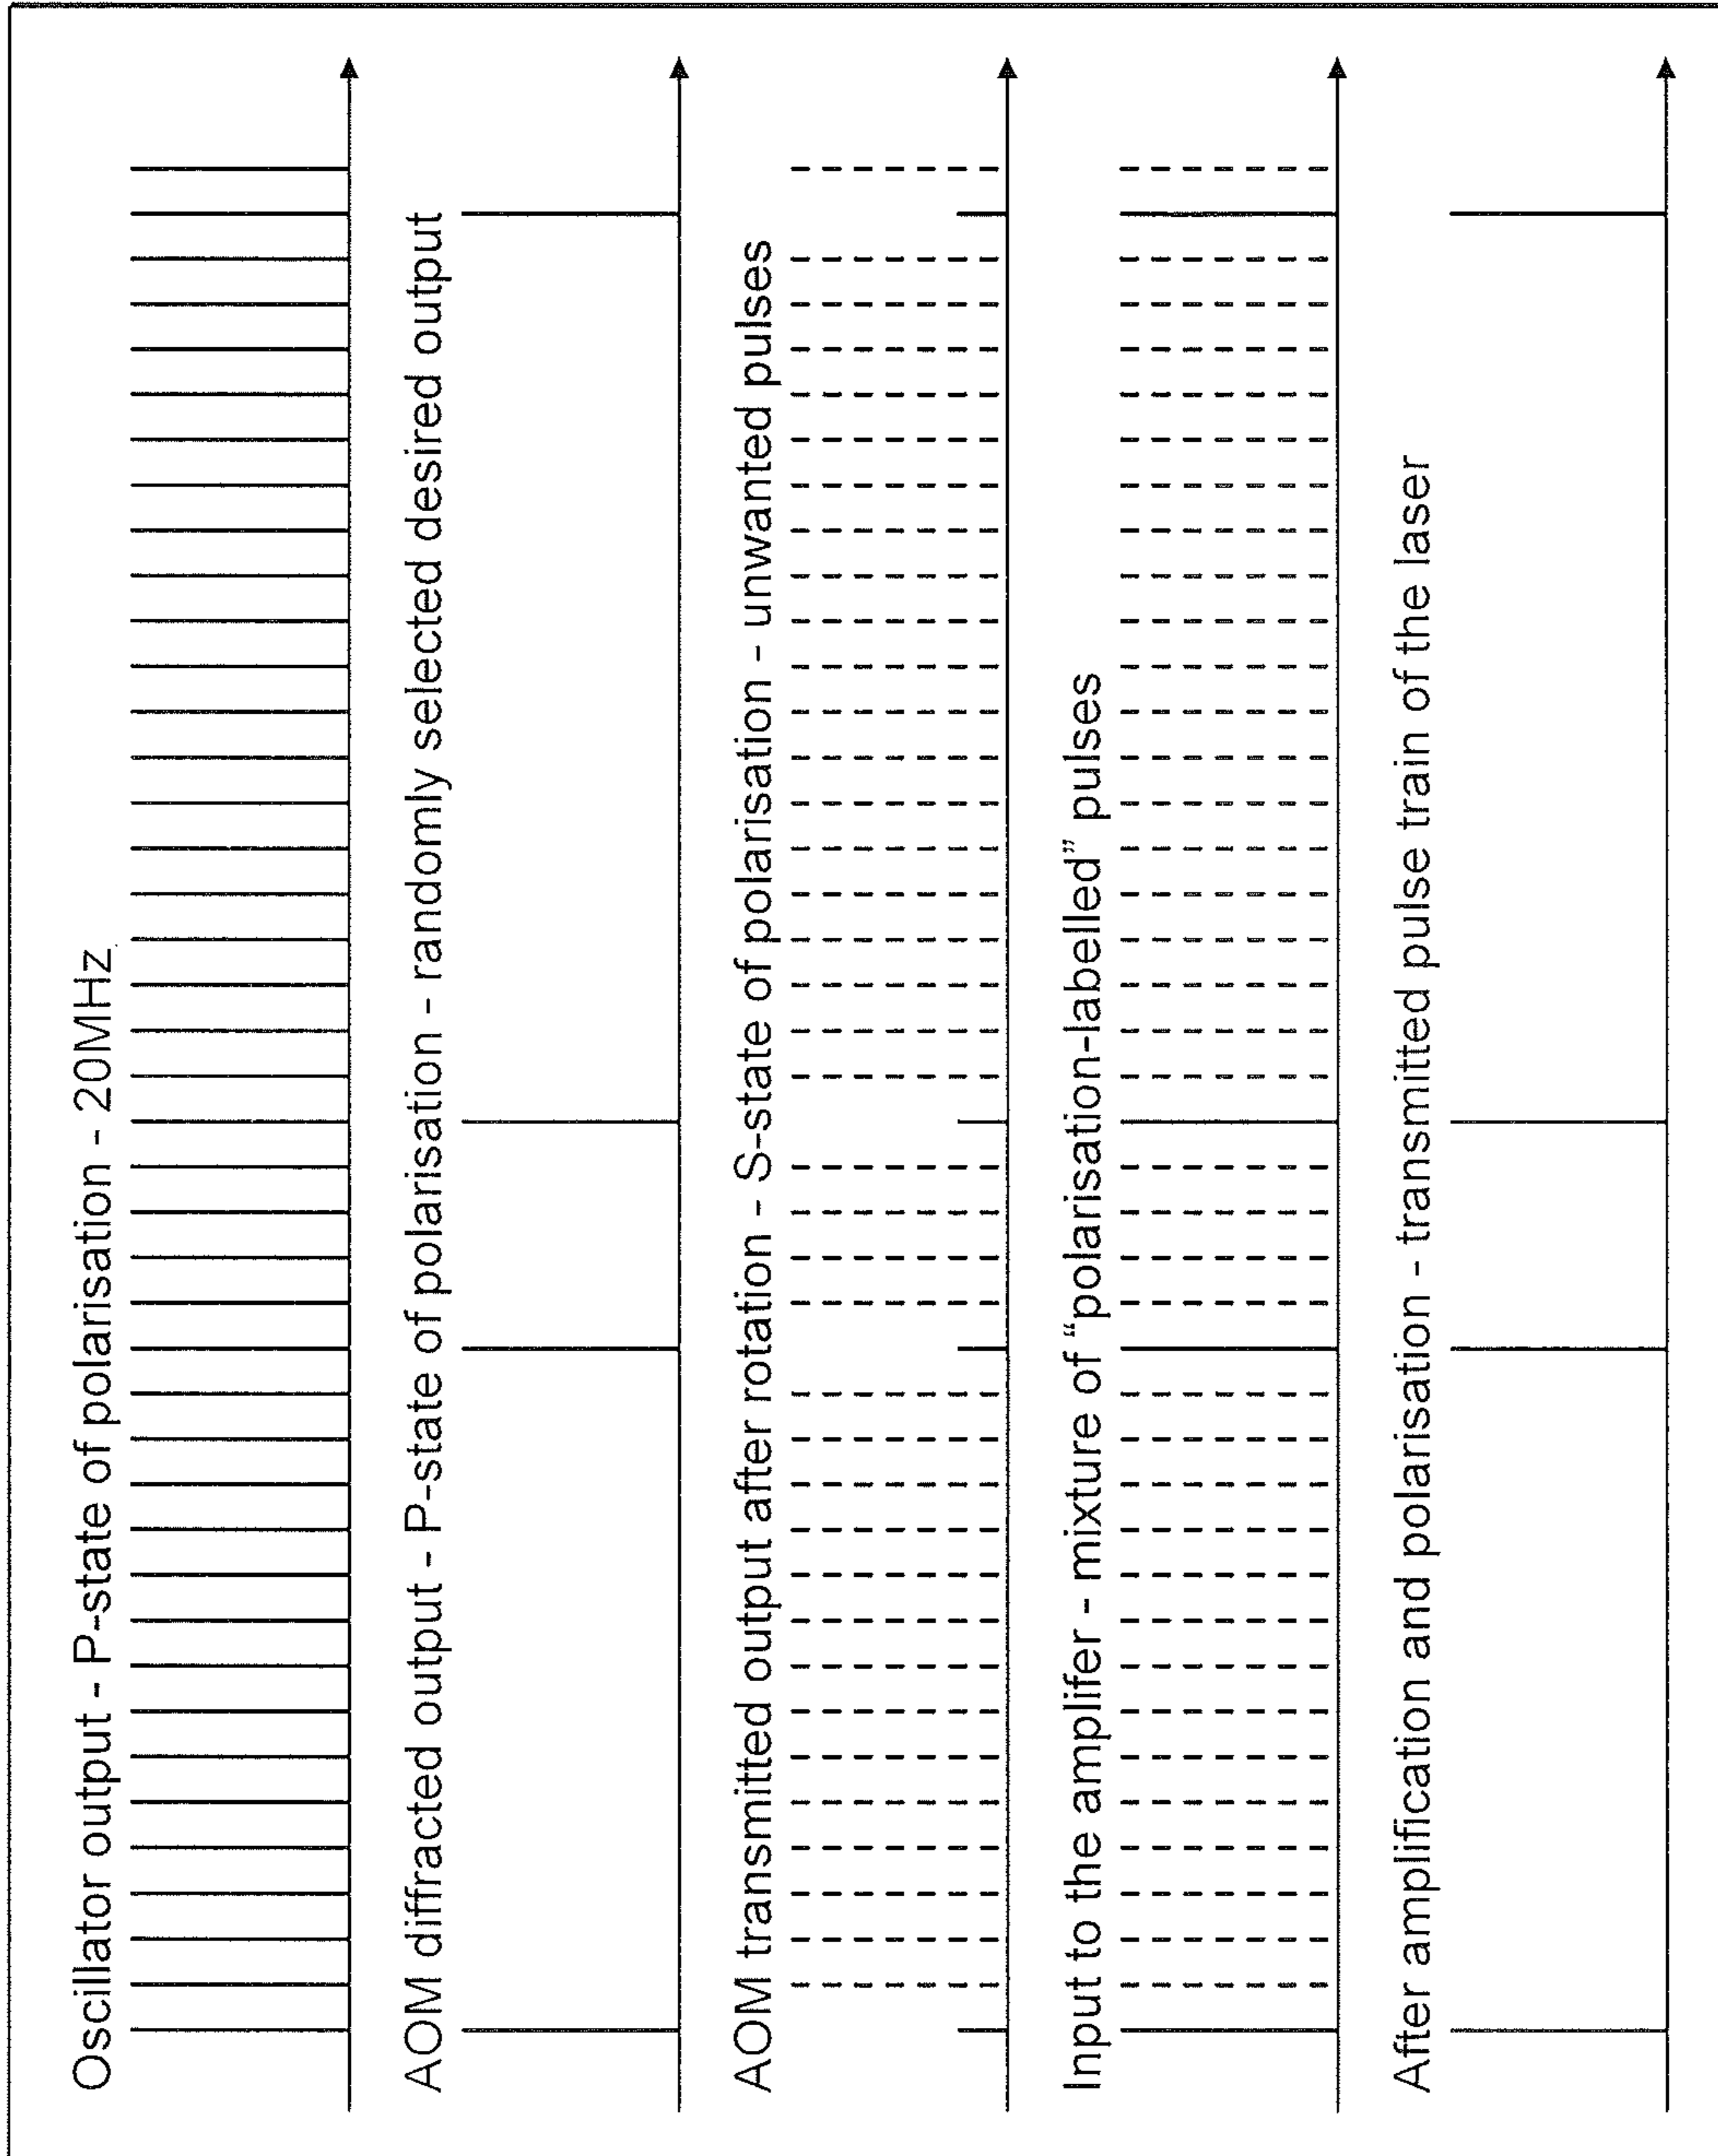 Oscillator output - P-state of polarisation - 20MHz
AOM diffracted output - P-state of polarisation - randomly selected desired output
AOM transmitted output after rotation - S-state of polarisation - unwanted pulses
Input to the amplifer - mixture of “polarisation-labelled” pulses
After amplification and polarisation - transmitted pulse train of the laser